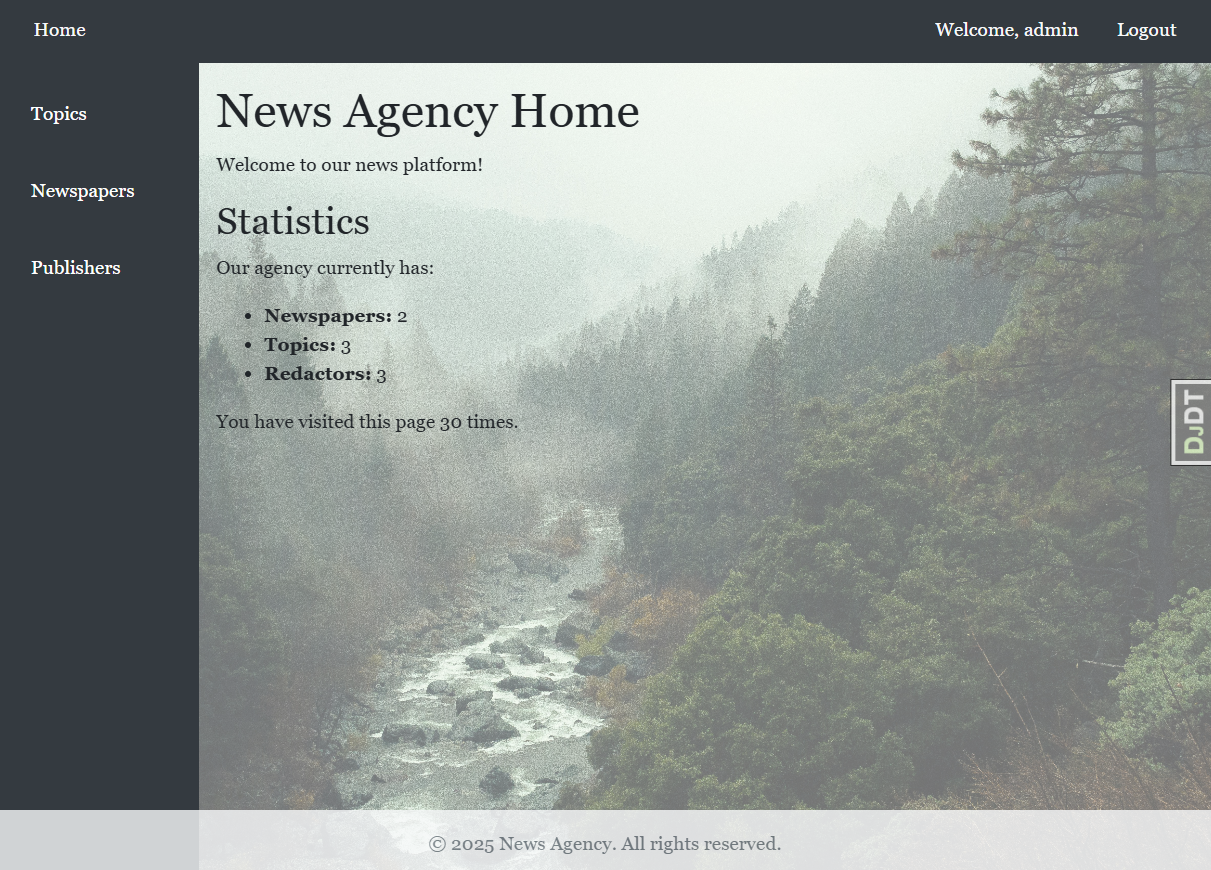 Home
Welcome, admin
Logout
Topics
Newspapers
Publishers
News Agency Home
Welcome to our news platform!
Statistics
Our agency currently has:
Newspapers: 2
Topics: 3
Redactors: 3
You have visited this page 30 times.
DJDT
© 2025 News Agency. All rights reserved.